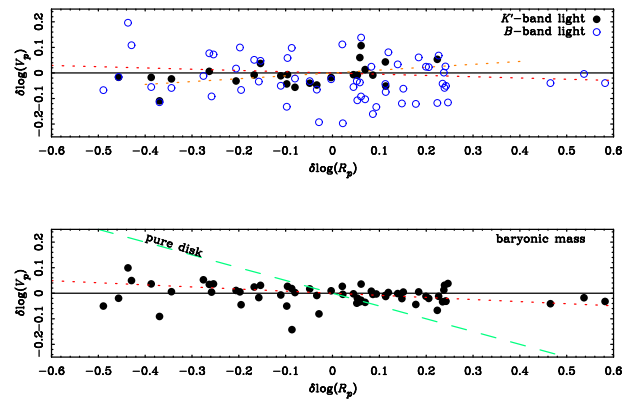 K'-band light
B-band light
0.2
0.1
0
-0.1
-0.2
δlog(V_p)
-0.6 -0.5 -0.4 -0.3 -0.2 -0.1 0 0.1 0.2 0.3 0.4 0.5 0.6
δlog(R_p)
pure disk
baryonic mass
0.2
0.1
0
-0.1
-0.2
δlog(V_p)
-0.6 -0.5 -0.4 -0.3 -0.2 -0.1 0 0.1 0.2 0.3 0.4 0.5 0.6
δlog(R_p)